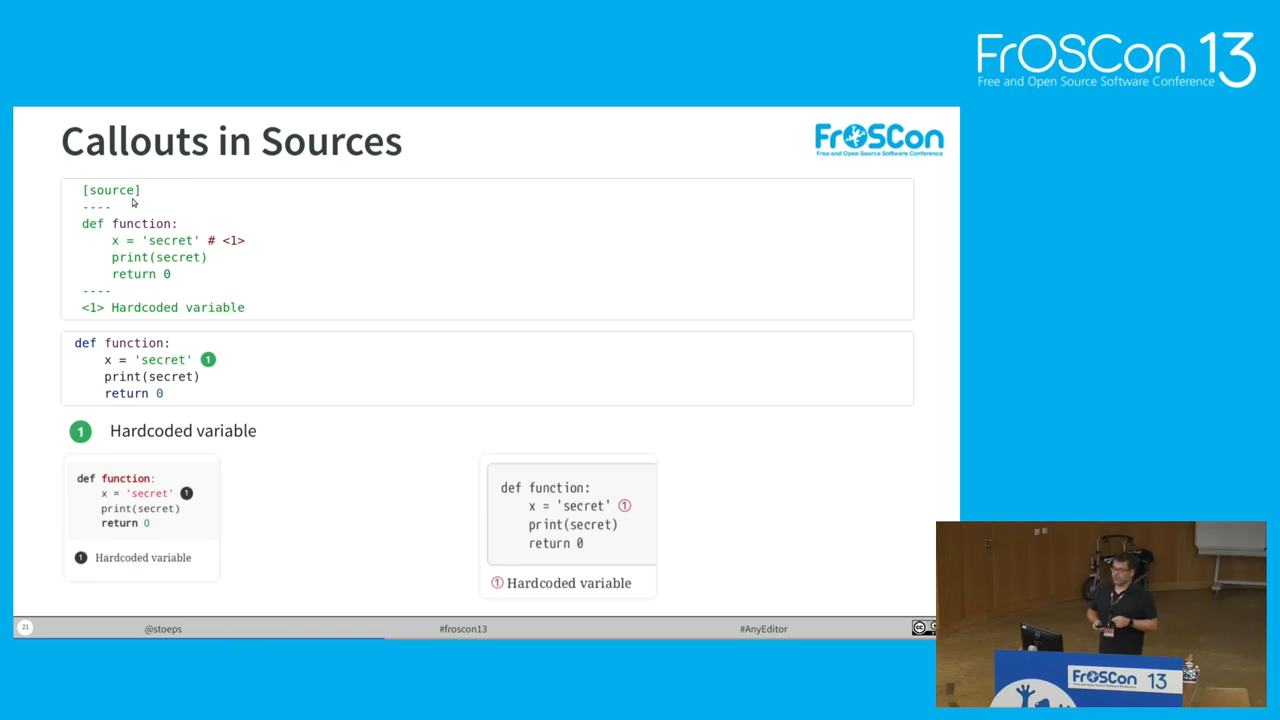 FrOSCon 13
Free and Open Source Software Conference
Callouts in Sources
FrOSCon
Free and Open Source Software Conference
[source]
----
def function:
x = 'secret' # <1>
print(secret)
return 0
----
<1> Hardcoded variable
def function:
x = 'secret' 1
print(secret)
return 0
1 Hardcoded variable
def function:
x = 'secret' 1
print(secret)
return 0
1 Hardcoded variable
def function:
x = 'secret' ①
print(secret)
return 0
① Hardcoded variable
21
@stoeps
#froscon13
#AnyEditor
cc
FrOSCon 13